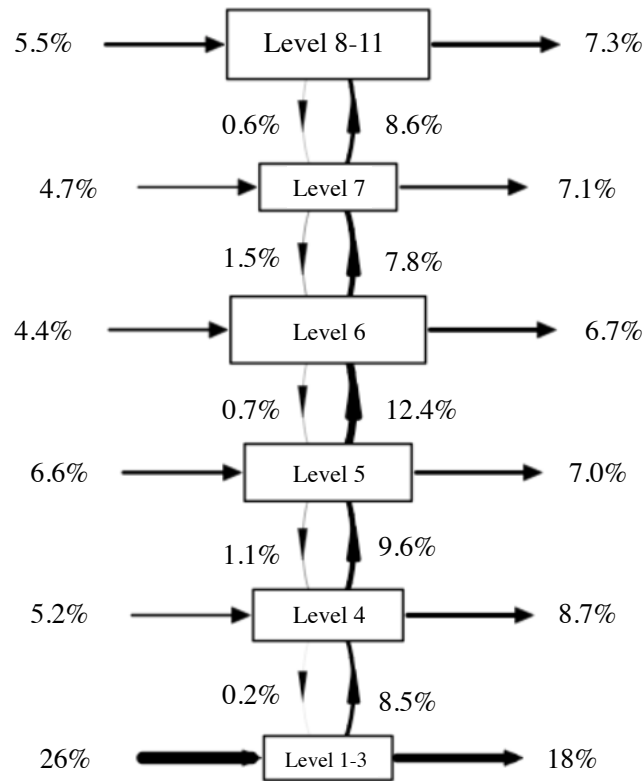 5.5% Level 8-11 7.3%
0.6% 8.6%
4.7% Level 7 7.1%
1.5% 7.8%
4.4% Level 6 6.7%
0.7% 12.4%
6.6% Level 5 7.0%
1.1% 9.6%
5.2% Level 4 8.7%
0.2% 8.5%
26% Level 1-3 18%